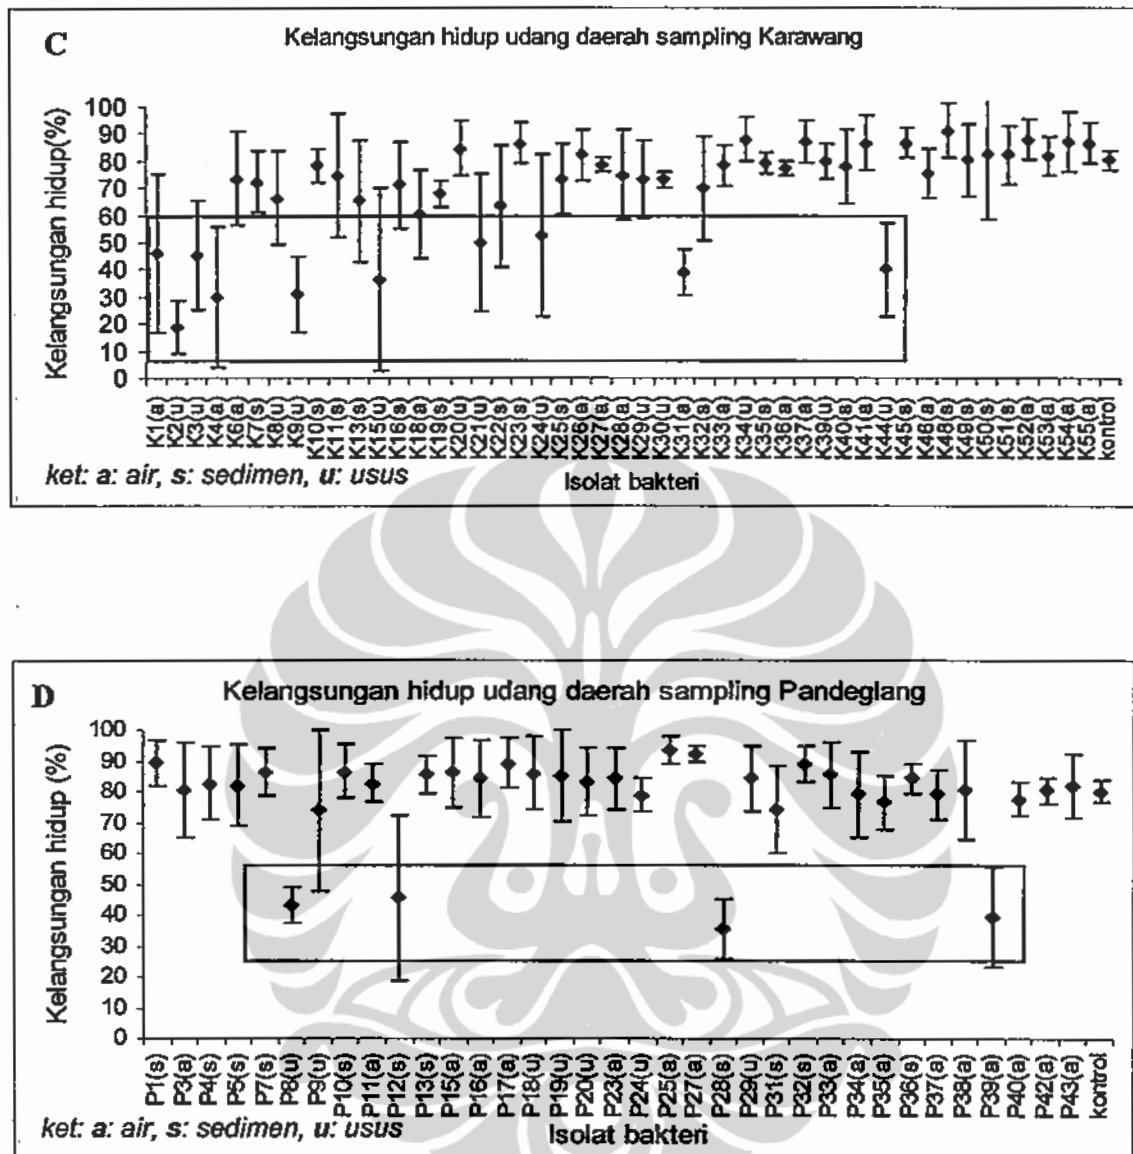 C
Kelangsungan hidup udang daerah sampling Karawang
Kelangsungan hidup(%)
100
90
80
70
60
50
40
30
20
10
0
K1(a) K2(u) K3(u) K4(a) K6(a) K7(s) K8(u) K9(u) K10(s) K11(s) K13(s) K15(u) K16(s) K18(a) K19(s) K20(u) K21(u) K22(s) K23(s) K24(u) K25(s) K26(a) K27(a) K28(a) K29(u) K30(u) K31(a) K32(s) K33(a) K34(u) K35(s) K36(a) K37(a) K39(u) K40(s) K41(a) K44(u) K45(s) K46(a) K48(s) K49(s) K50(s) K51(s) K52(a) K53(a) K54(a) K55(a) kontrol
ket: a: air, s: sedimen, u: usus
Isolat bakteri
D
Kelangsungan hidup udang daerah sampling Pandeglang
Kelangsungan hidup (%)
100
90
80
70
60
50
40
30
20
10
0
P1(s) P3(a) P4(s) P5(s) P7(s) P8(u) P9(u) P10(s) P11(a) P12(s) P13(s) P15(a) P16(a) P17(a) P18(u) P19(u) P20(u) P23(a) P24(u) P25(a) P27(a) P28(s) P29(u) P31(s) P32(s) P33(a) P34(a) P35(a) P36(s) P37(a) P38(a) P39(a) P40(a) P42(a) P43(a) kontrol
ket: a: air, s: sedimen, u: usus
Isolat bakteri